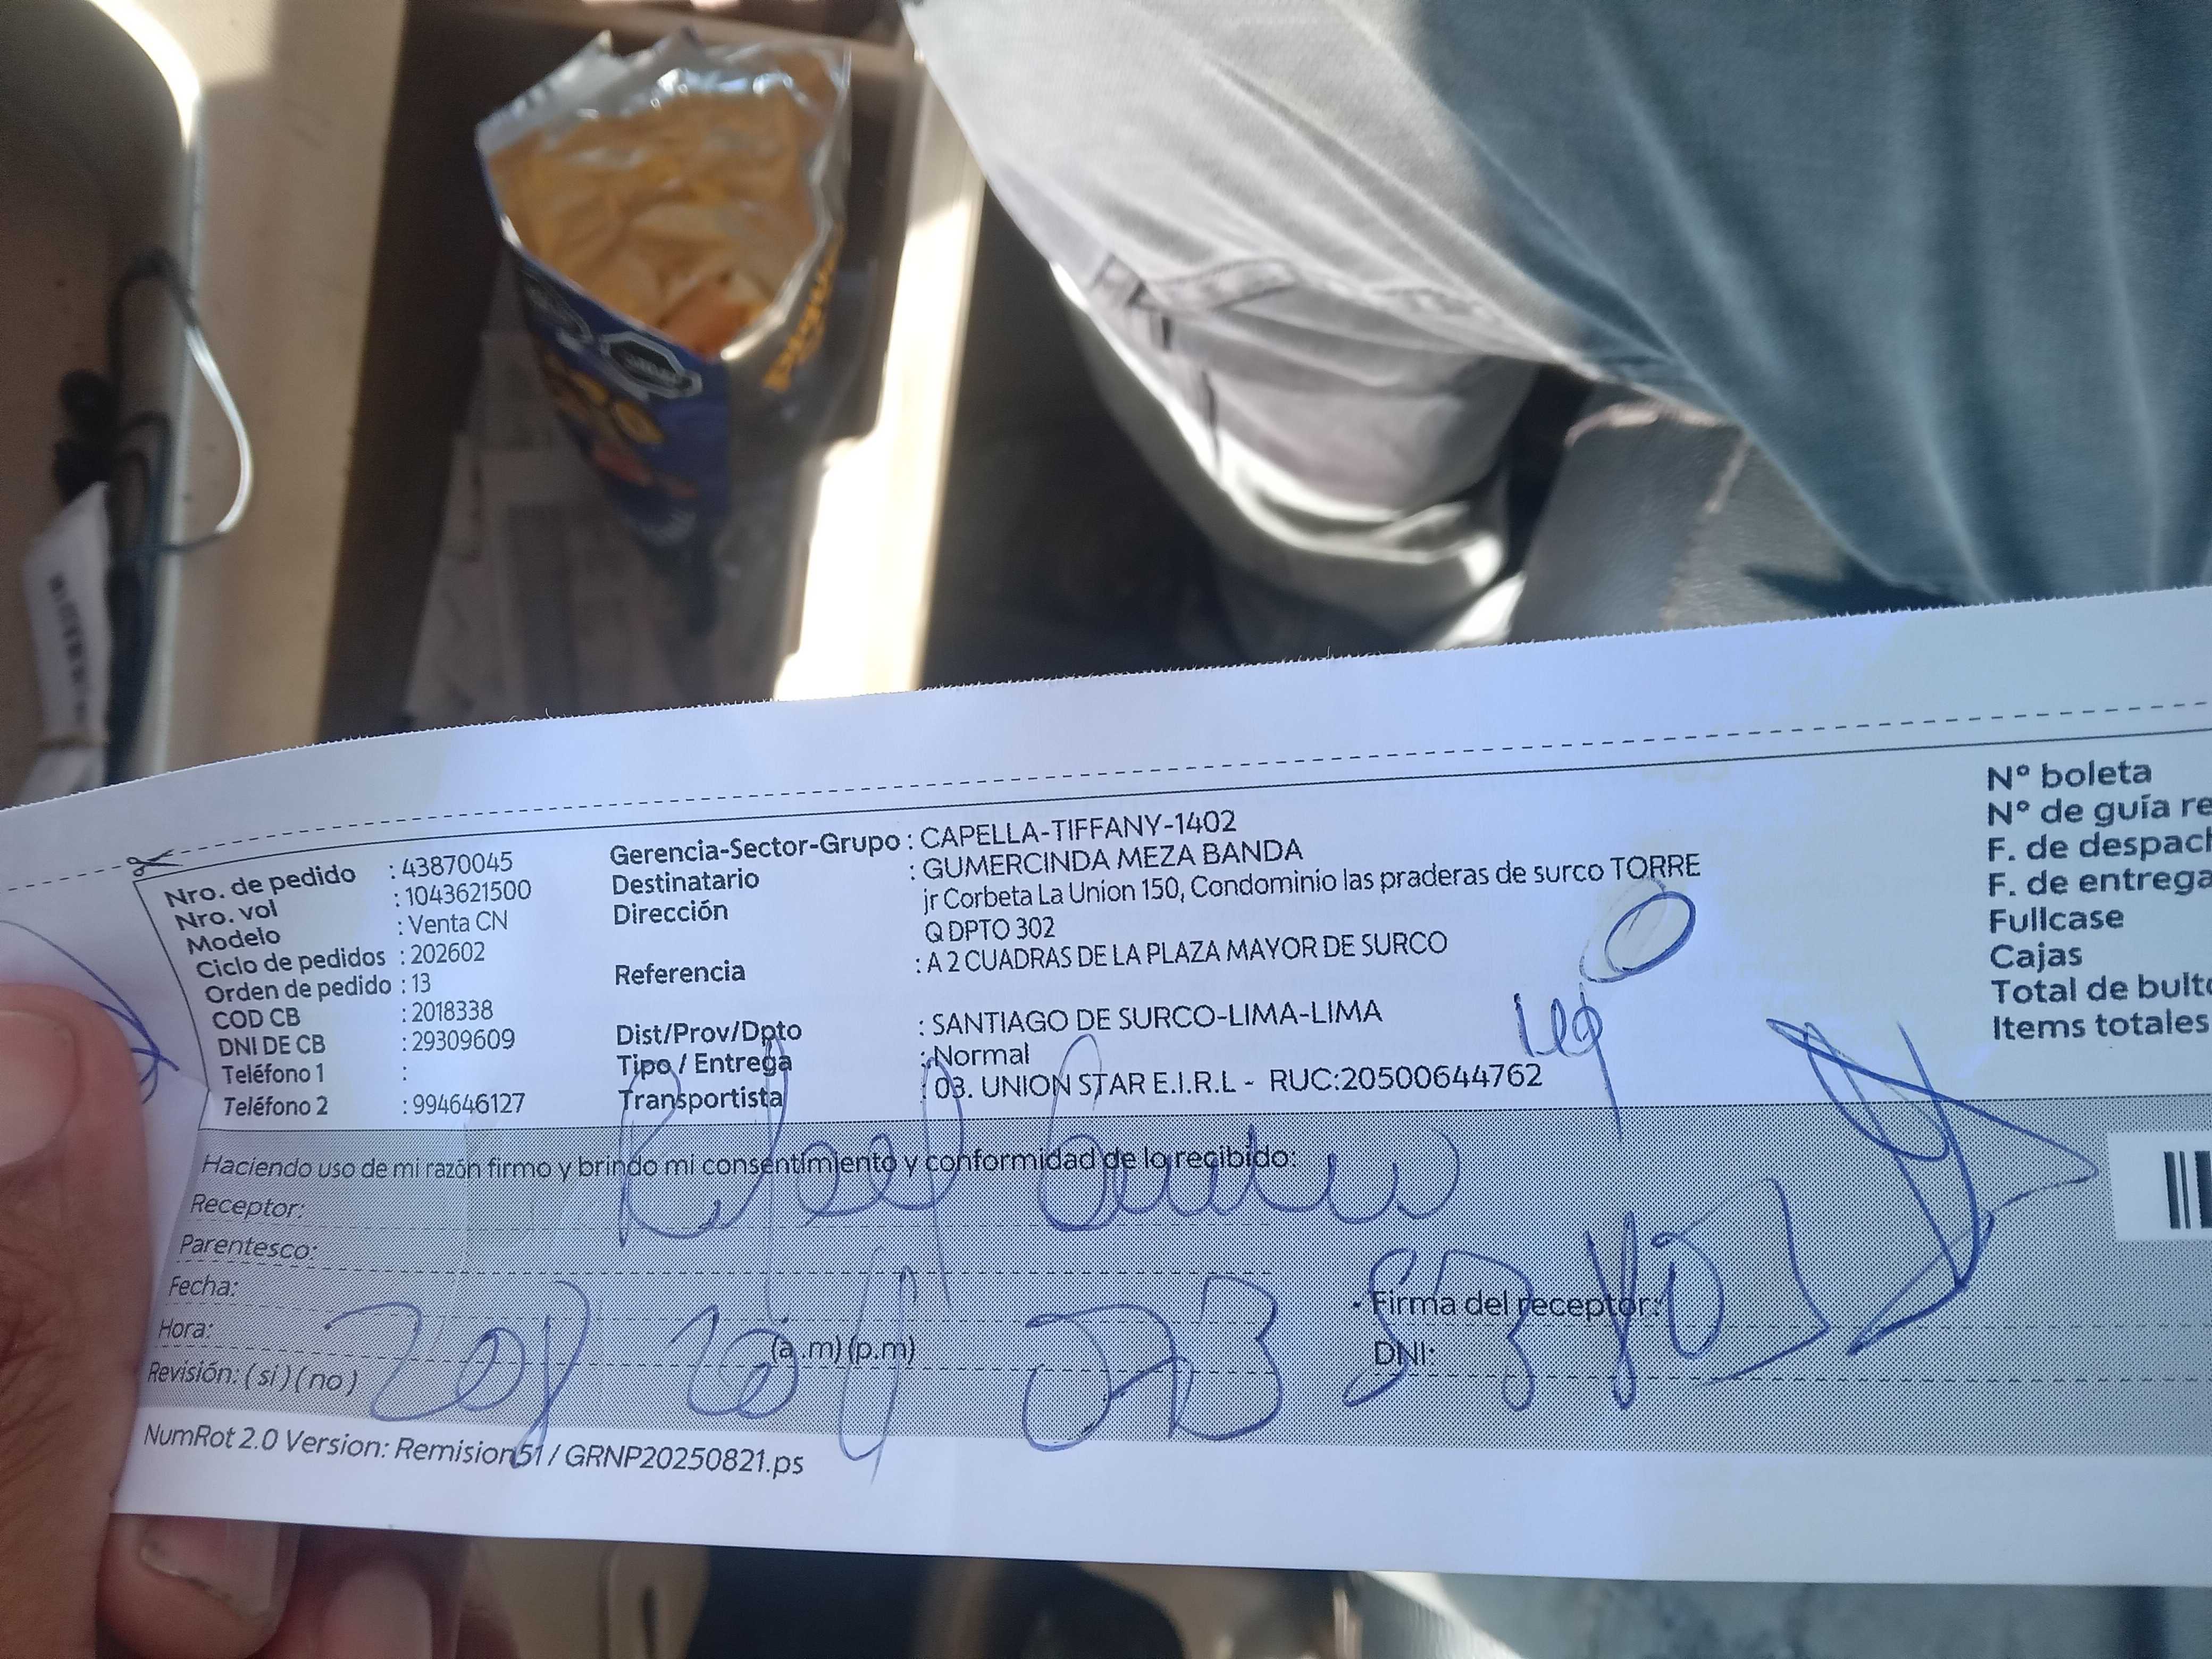 Nro. de pedido : 43870045
Nro. vol : 1043621500
Modelo : Venta CN
Ciclo de pedidos : 202602
Orden de pedido : 13
COD CB : 2018338
DNI DE CB : 29309609
Teléfono 1 :
Teléfono 2 : 994646127
Gerencia-Sector-Grupo : CAPELLA-TIFFANY-1402
Destinatario : GUMERCINDA MEZA BANDA
Dirección jr Corbeta La Union 150, Condominio las praderas de surco TORRE
Q DPTO 302
Referencia : A 2 CUADRAS DE LA PLAZA MAYOR DE SURCO
Dist/Prov/Dpto : SANTIAGO DE SURCO-LIMA-LIMA
Tipo / Entrega : Normal
Transportista : 03. UNION STAR E.I.R.L - RUC:20500644762
N° boleta
N° de guía re
F. de despach
F. de entrega
Fullcase
Cajas
Total de bulto
Items totales
Haciendo uso de mi razón firmo y brindo mi consentimiento y conformidad de lo recibido:
Receptor:
Parentesco:
Fecha:
Hora: (a.m) (p.m)
Revisión: ( si ) ( no )
Firma del receptor:
DNI:
NumRot 2.0 Version: Remision51 / GRNP20250821.ps